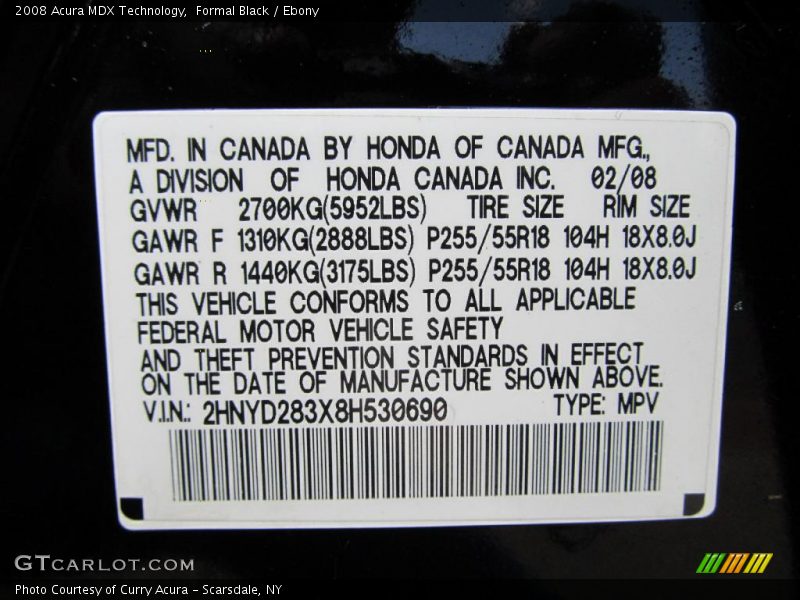 2008 Acura MDX Technology,  Formal Black / Ebony
MFD. IN CANADA BY HONDA OF CANADA MFG.,
A DIVISION OF HONDA CANADA INC. 02/08
GVWR 2700KG(5952LBS) TIRE SIZE RIM SIZE
GAWR F 1310KG(2888LBS) P255/55R18 104H 18X8.0J
GAWR R 1440KG(3175LBS) P255/55R18 104H 18X8.0J
THIS VEHICLE CONFORMS TO ALL APPLICABLE
FEDERAL MOTOR VEHICLE SAFETY
AND THEFT PREVENTION STANDARDS IN EFFECT
ON THE DATE OF MANUFACTURE SHOWN ABOVE.
V.I.N.: 2HNYD283X8H530690 TYPE: MPV
GTCARLOT.COM
Photo Courtesy of Curry Acura - Scarsdale, NY